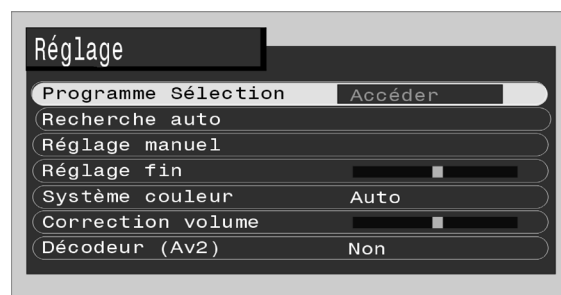 Réglage
Programme Sélection Accéder
Recherche auto
Réglage manuel
Réglage fin
Système couleur Auto
Correction volume
Décodeur (Av2) Non